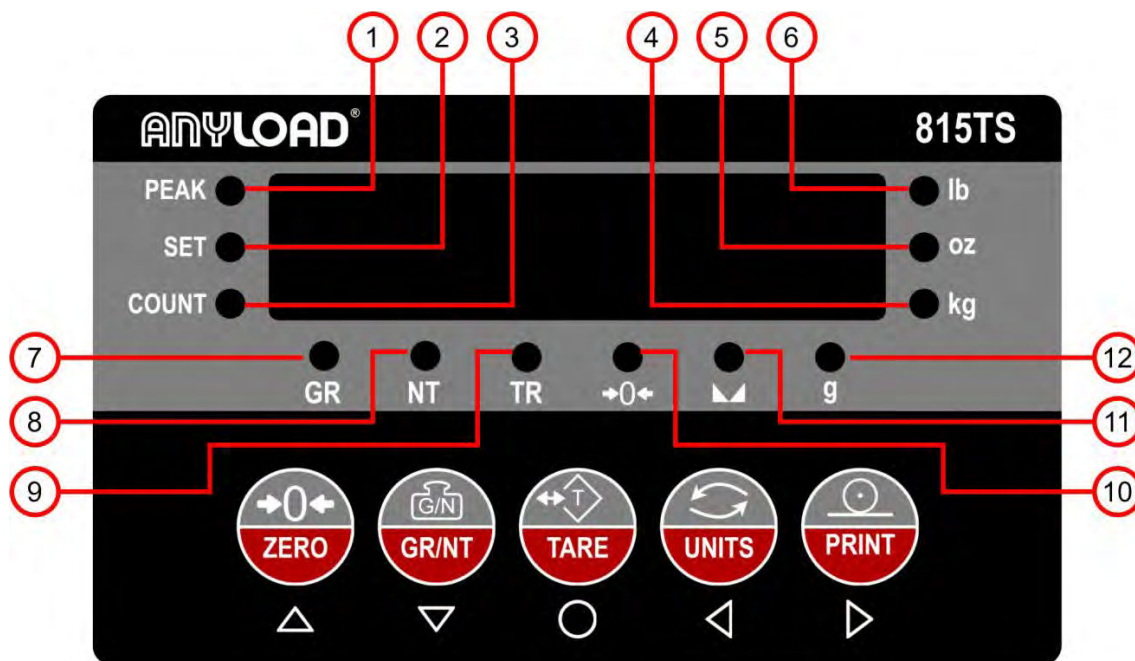 1 2 3 4 5 6
ANYLOAD® 815TS
PEAK lb
SET oz
COUNT kg
7 12
GR NT TR →0← g
8 11
9 10
→0← G/N T
ZERO GR/NT TARE UNITS PRINT